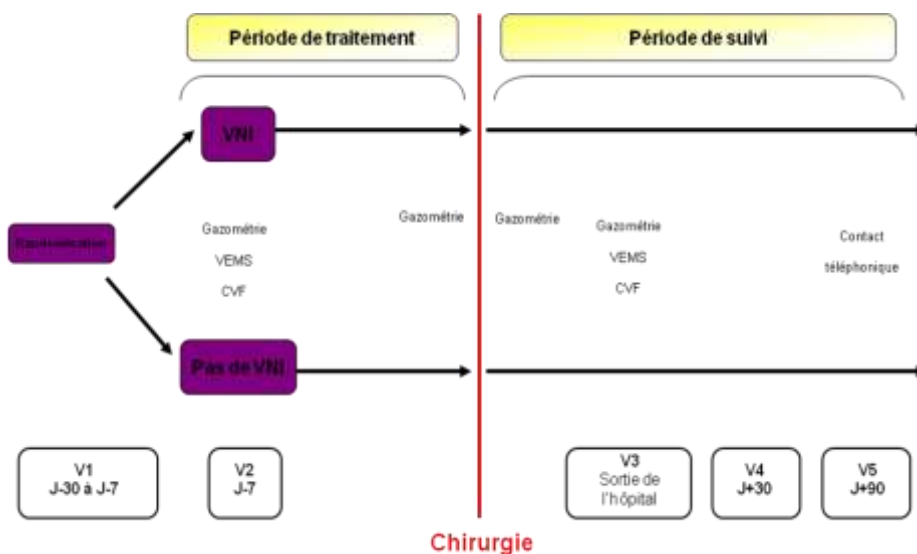 Période de traitement
Période de suivi
VNI
Randomisation
Gazométrie
VEMS
CVF
Gazométrie
Gazométrie
Gazométrie
VEMS
CVF
Contact
téléphonique
Pas de VNI
V1
J-30 à J-7
V2
J-7
V3
Sortie de
l'hôpital
V4
J+30
V5
J+90
Chirurgie